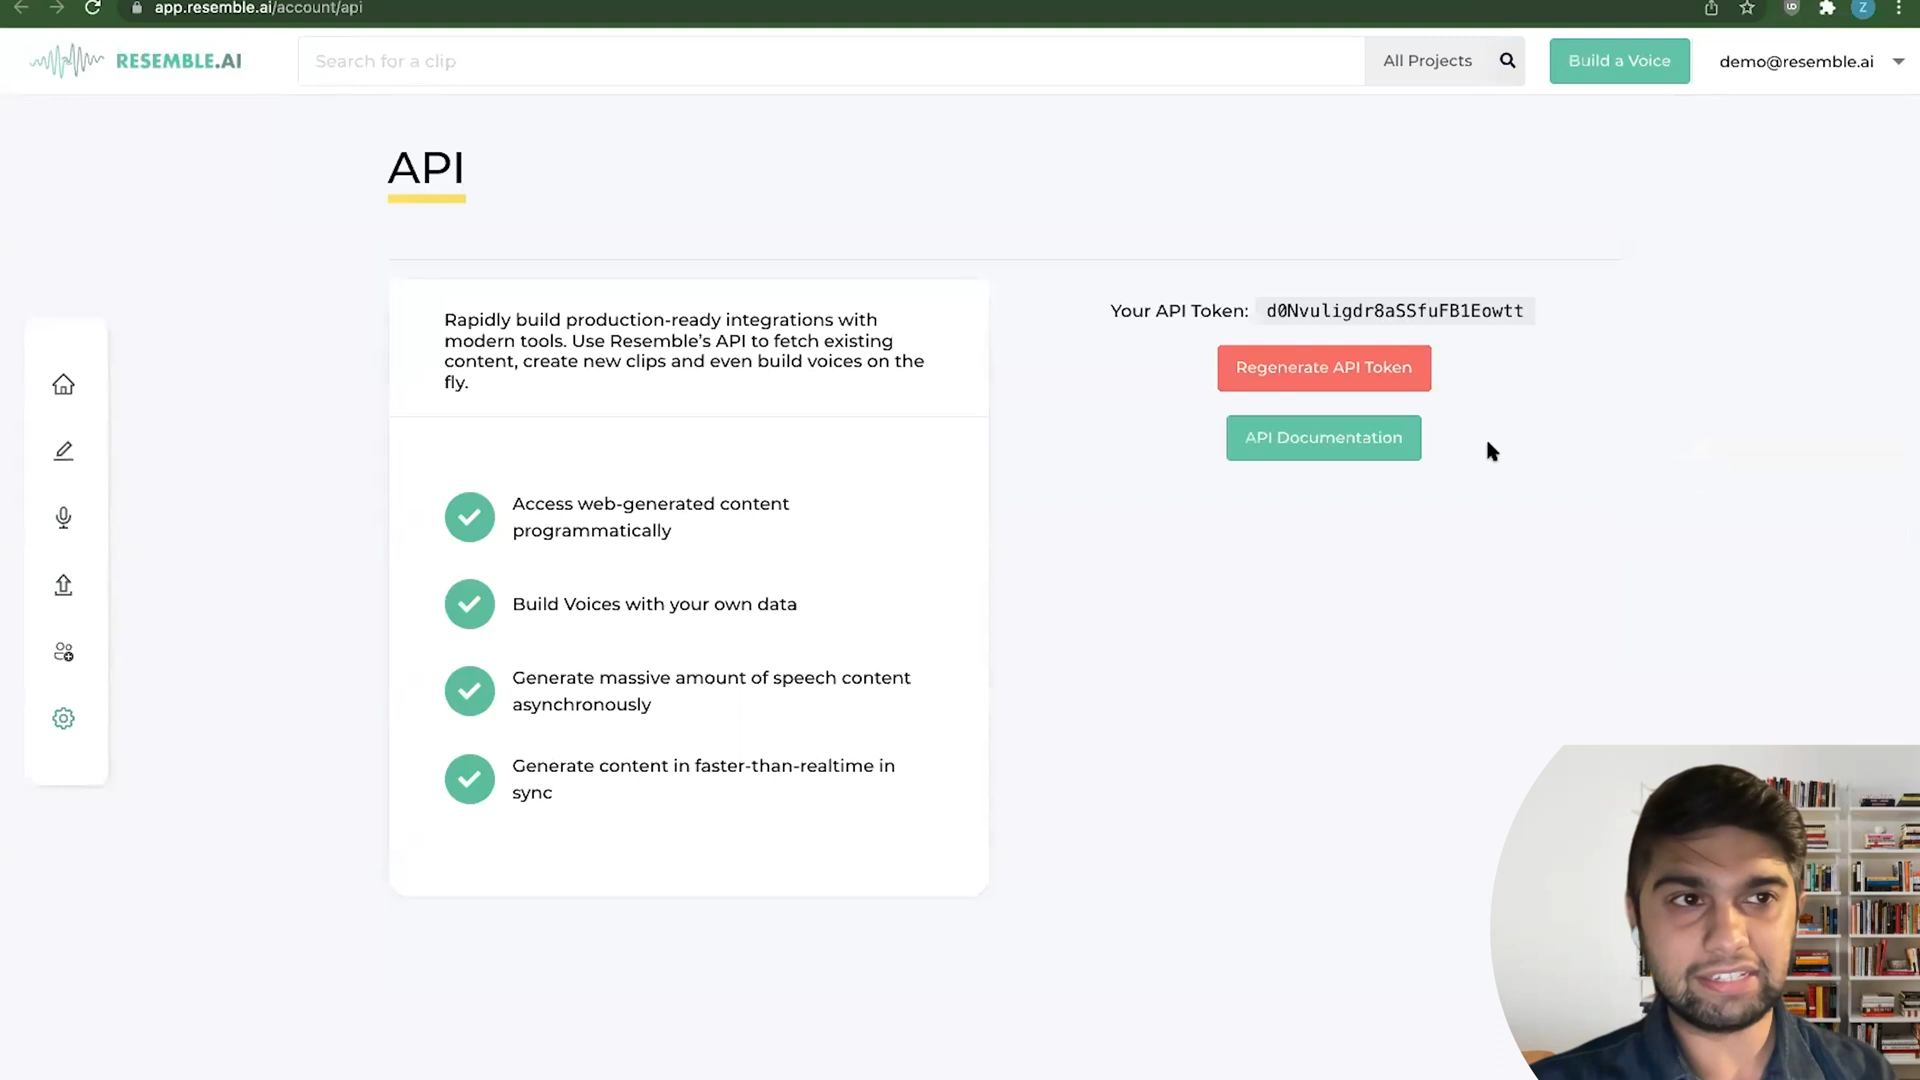 app.resemble.ai/account/api
RESEMBLE.AI
Search for a clip
All Projects
Build a Voice
demo@resemble.ai
API
Rapidly build production-ready integrations with
modern tools. Use Resemble's API to fetch existing
content, create new clips and even build voices on the
fly.
Your API Token: d0Nvuligdr8aSSfuFB1Eowtt
Regenerate API Token
API Documentation
Access web-generated content
programmatically
Build Voices with your own data
Generate massive amount of speech content
asynchronously
Generate content in faster-than-realtime in
sync
Z